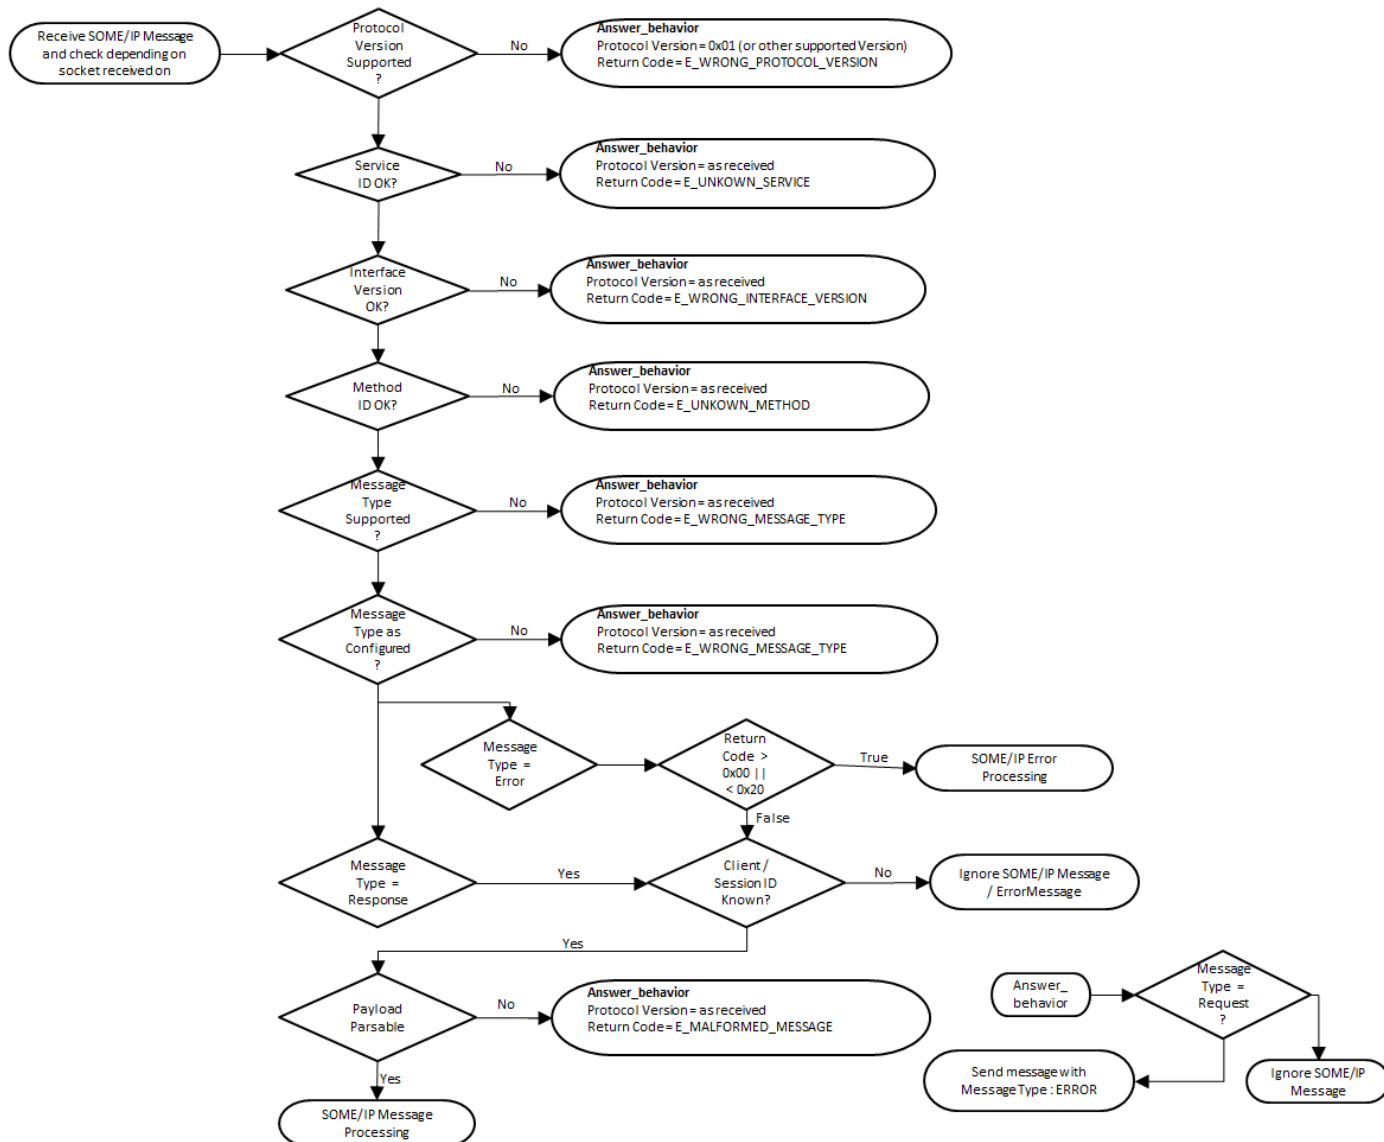 Receive SOME/IP Message
and check depending on
socket received on
Protocol
Version
Supported
?
No
Answer_behavior
Protocol Version = 0x01 (or other supported Version)
Return Code = E_WRONG_PROTOCOL_VERSION
Service
ID OK?
No
Answer_behavior
Protocol Version = as received
Return Code = E_UNKOWN_SERVICE
Interface
Version
OK?
No
Answer_behavior
Protocol Version = as received
Return Code = E_WRONG_INTERFACE_VERSION
Method
ID OK?
No
Answer_behavior
Protocol Version = as received
Return Code = E_UNKOWN_METHOD
Message
Type
Supported
?
No
Answer_behavior
Protocol Version = as received
Return Code = E_WRONG_MESSAGE_TYPE
Message
Type as
Configured
?
No
Answer_behavior
Protocol Version = as received
Return Code = E_WRONG_MESSAGE_TYPE
Message
Type =
Error
Return
Code >
0x00 ||
< 0x20
True
SOME/IP Error
Processing
False
Message
Type =
Response
Yes
Client /
Session ID
Known?
No
Ignore SOME/IP Message
/ ErrorMessage
Yes
Payload
Parsable
No
Answer_behavior
Protocol Version = as received
Return Code = E_MALFORMED_MESSAGE
Yes
SOME/IP Message
Processing
Answer_
behavior
Message
Type =
Request
?
Send message with
Message Type : ERROR
Ignore SOME/IP
Message